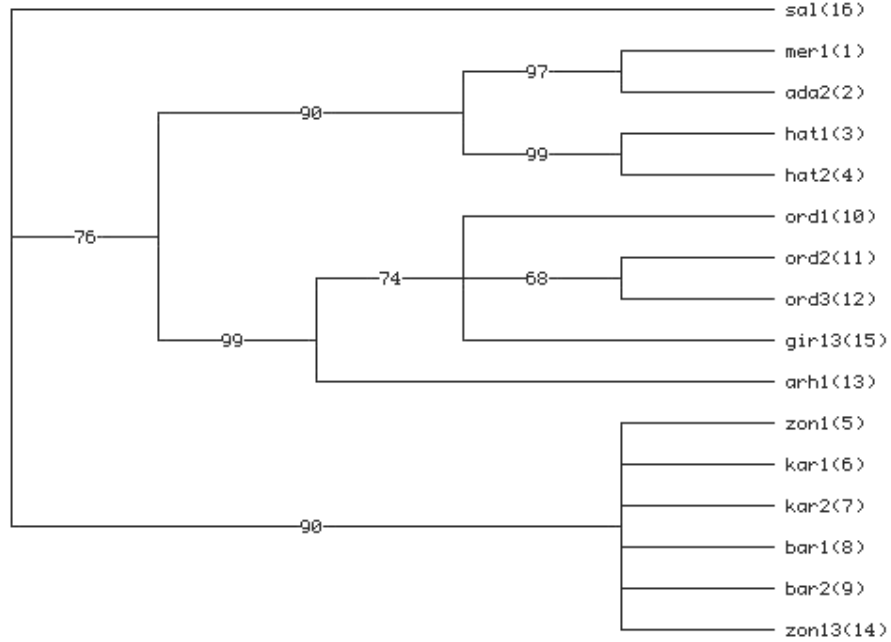 sal(16)
mer1(1)
97
ada2(2)
90
hat1(3)
99
hat2(4)
ord1(10)
76
ord2(11)
74
68
ord3(12)
99
gir13(15)
arh1(13)
zon1(5)
kar1(6)
kar2(7)
90
bar1(8)
bar2(9)
zon13(14)